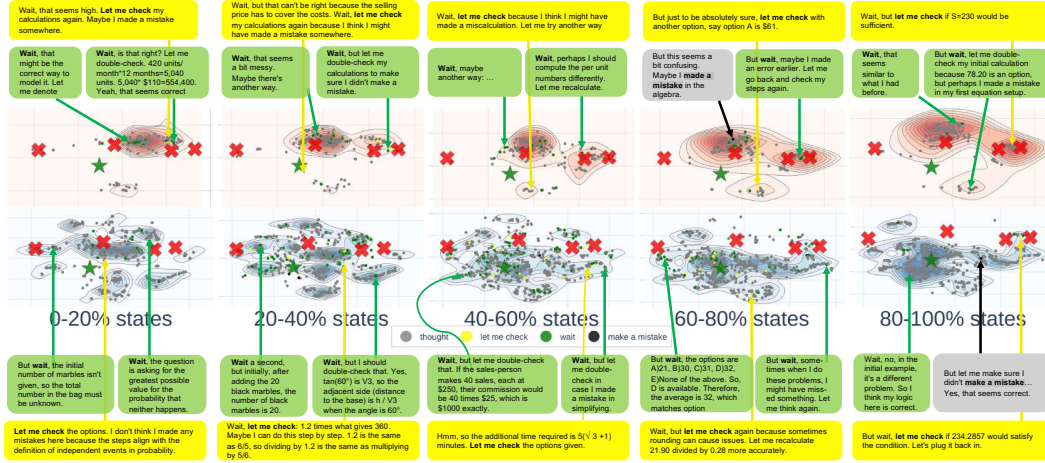 Wait, that seems high. Let me check my
calculations again. Maybe I made a mistake
somewhere.
Wait, but that can't be right because the selling
price has to cover the costs. Wait, let me check
my calculations again because I think I might
have made a mistake somewhere.
Wait, let me check because I think I might
have made a miscalculation. Let me try another
way
But just to be absolutely sure, let me check with
another option, say option A is $61.
Wait, but let me check if S=230 would be
sufficient.
Wait, that
might be the
correct way to
model it. Let
me denote
Wait, is that right? Let me
double-check. 420 units/
month*12 months=5,040
units. 5,040* $110=554,400.
Yeah, that seems correct
Wait, that seems
a bit messy.
Maybe there's
another way.
Wait, but let me
double-check my
calculations to make
sure I didn't make a
mistake.
Wait, maybe
another way: …
Wait, perhaps I should
compute the per unit
numbers differently.
Let me recalculate.
But this seems a
bit confusing.
Maybe I made a
mistake in the
algebra.
But wait, maybe I made
an error earlier. Let me
go back and check my
steps again.
Wait, that
seems
similar to
what I had
before.
But wait, let me double-
check my initial calculation
because 78.20 is an option,
but perhaps I made a mistake
in my first equation setup.
0-20% states
20-40% states
40-60% states
60-80% states
80-100% states
thought
let me check
wait
make a mistake
But wait, the initial
number of marbles isn't
given, so the total
number in the bag must
be unknown.
Wait, the question
is asking for the
greatest possible
value for the
probability that
neither happens.
Wait a second,
but initially, after
adding the 20
black marbles, the
number of black
marbles is 20.
Wait, but I should
double-check that. Yes,
tan(60°) is √3, so the
adjacent side (distance
to the base) is h / √3
when the angle is 60°.
Wait, but let me double-check
that. If the sales-person
makes 40 sales, each at
$250, their commission would
be 40 times $25, which is
$1000 exactly.
Wait, but let
me double-
check in
case I made
a mistake in
simplifying.
But wait, the options are
A)21, B)30, C)31, D)32,
E)None of the above. So,
D is available. Therefore,
the average is 32, which
matches option
But wait, some-
times when I do
these problems, I
might have miss-
ed something. Let
me think again.
Wait, no, in the
initial example,
it's a different
problem. So I
think my logic
here is correct.
But let me make sure I
didn't make a mistake…
Yes, that seems correct.
Let me check the options. I don't think I made any
mistakes here because the steps align with the
definition of independent events in probability.
Wait, let me check: 1.2 times what gives 360.
Maybe I can do this step by step. 1.2 is the same
as 6/5, so dividing by 1.2 is the same as multiplying
by 5/6.
Hmm, so the additional time required is 5(√ 3 +1)
minutes. Let me check the options given.
Wait, but let me check again because sometimes
rounding can cause issues. Let me recalculate
21.90 divided by 0.28 more accurately.
But wait, let me check if 234.2857 would satisfy
the condition. Let's plug it back in.